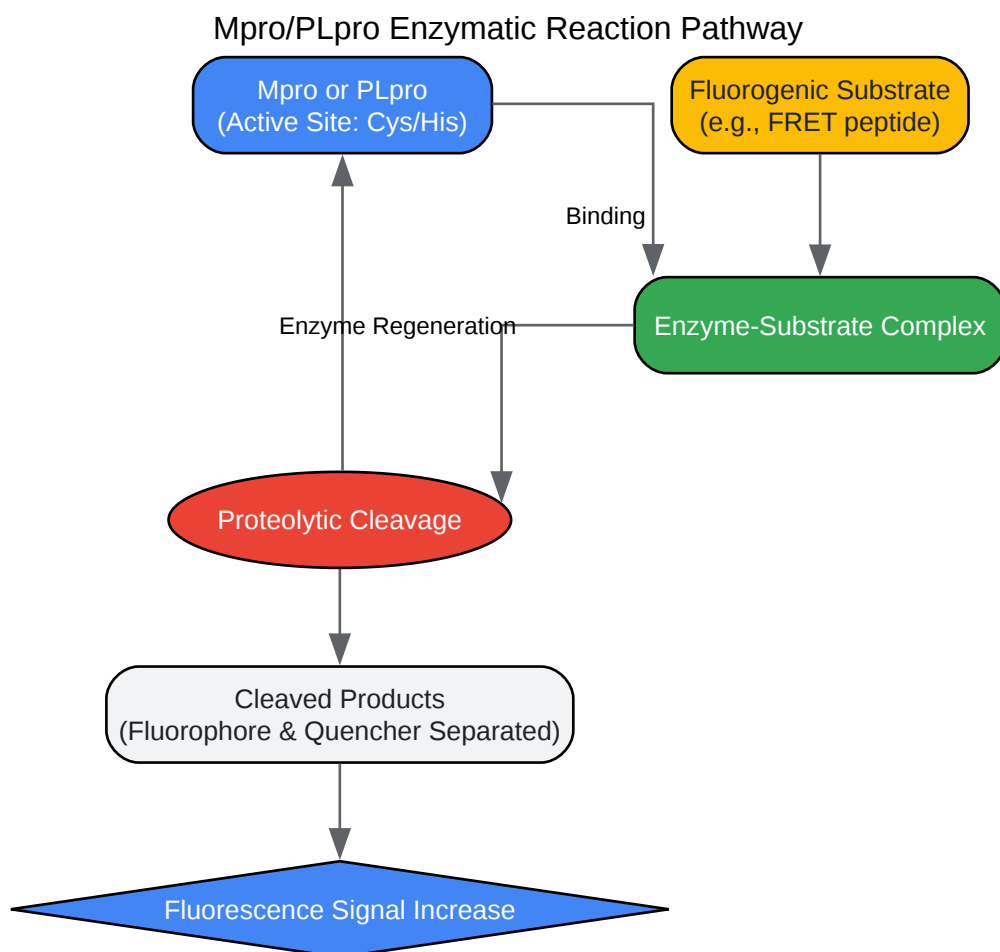 Mpro/PLpro Enzymatic Reaction Pathway
Mpro or PLpro
(Active Site: Cys/His)
Fluorogenic Substrate
(e.g., FRET peptide)
Binding
Enzyme Regeneration
Enzyme-Substrate Complex
Proteolytic Cleavage
Cleaved Products
(Fluorophore & Quencher Separated)
Fluorescence Signal Increase